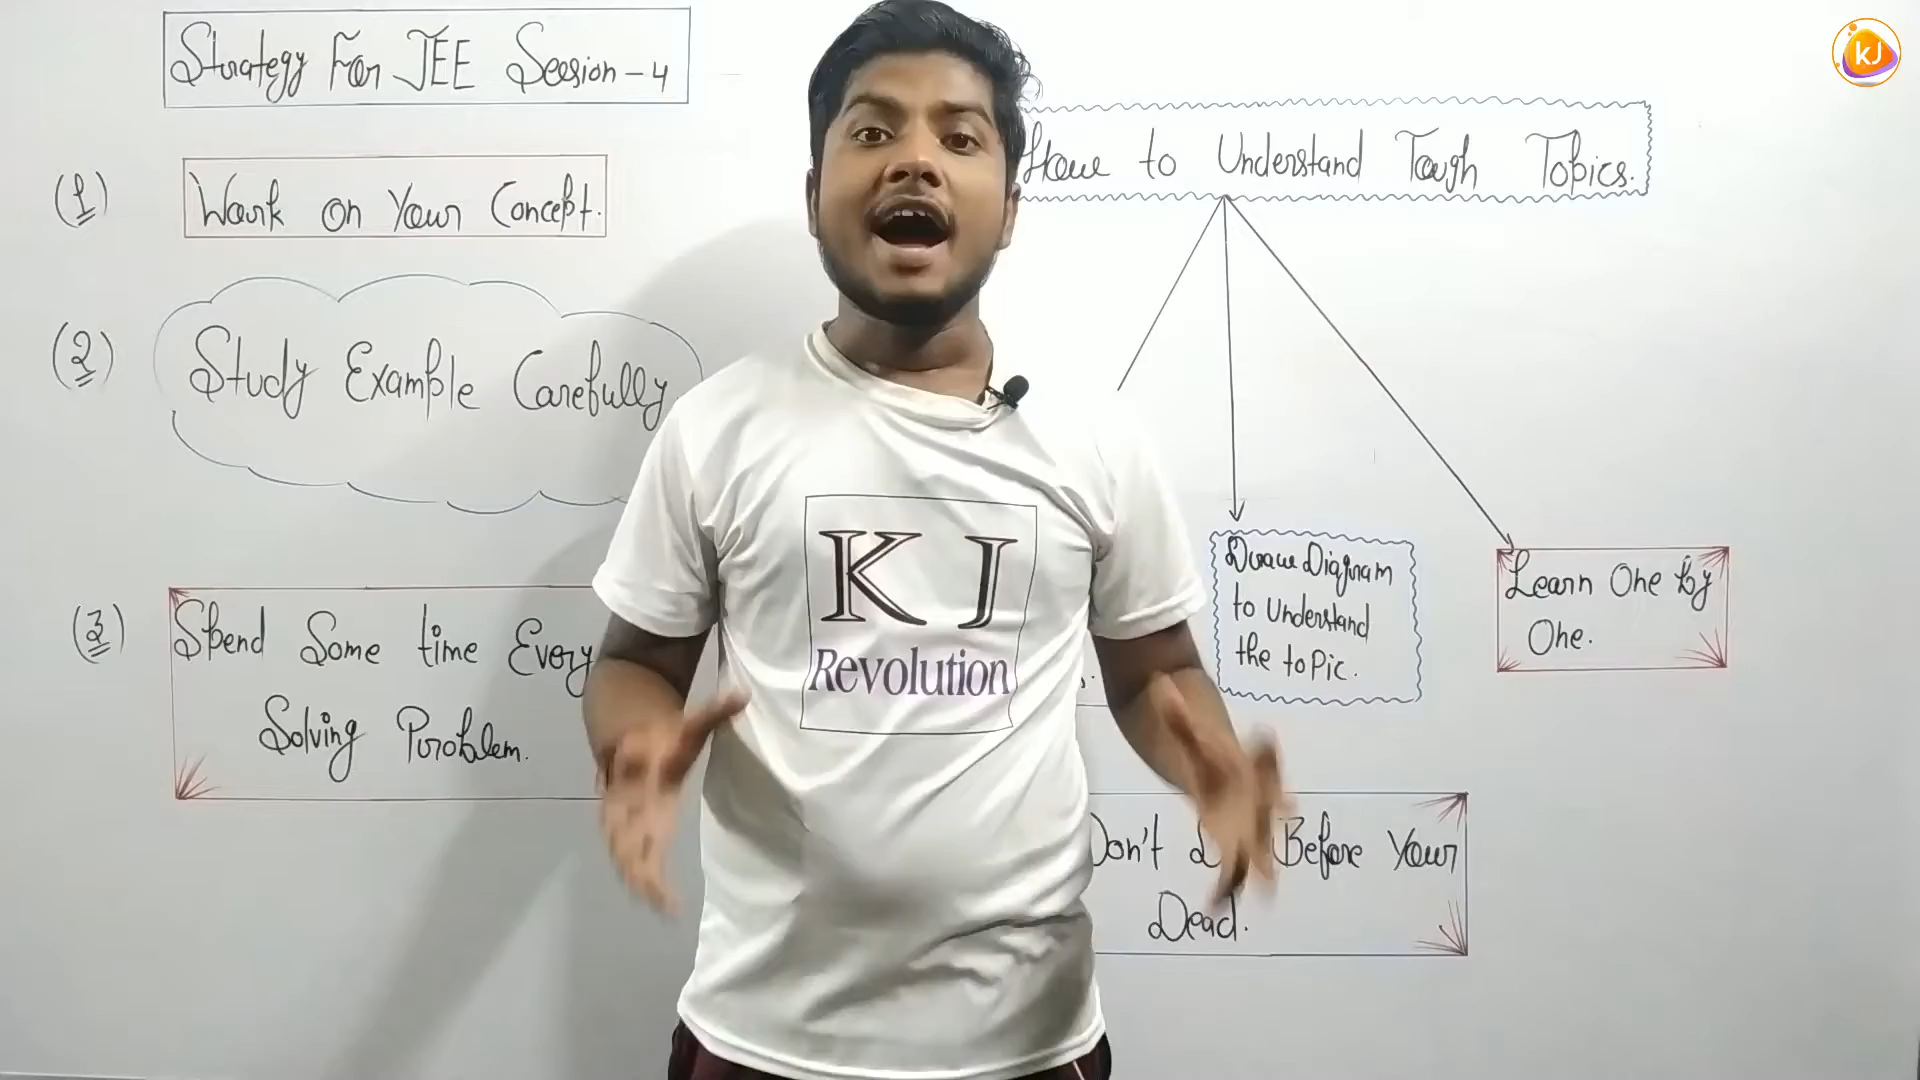 Strategy For JEE Session-4
(1) Work on Your Concept.
(2) Study Example Carefully
(3) Spend Some time Every
Solving Problem.
How to Understand Tough Topics.
Draw Diagram
to Understand
the toPic.
Learn One by
One.
Don't Before Your
Dead.
KJ
Revolution
kJ